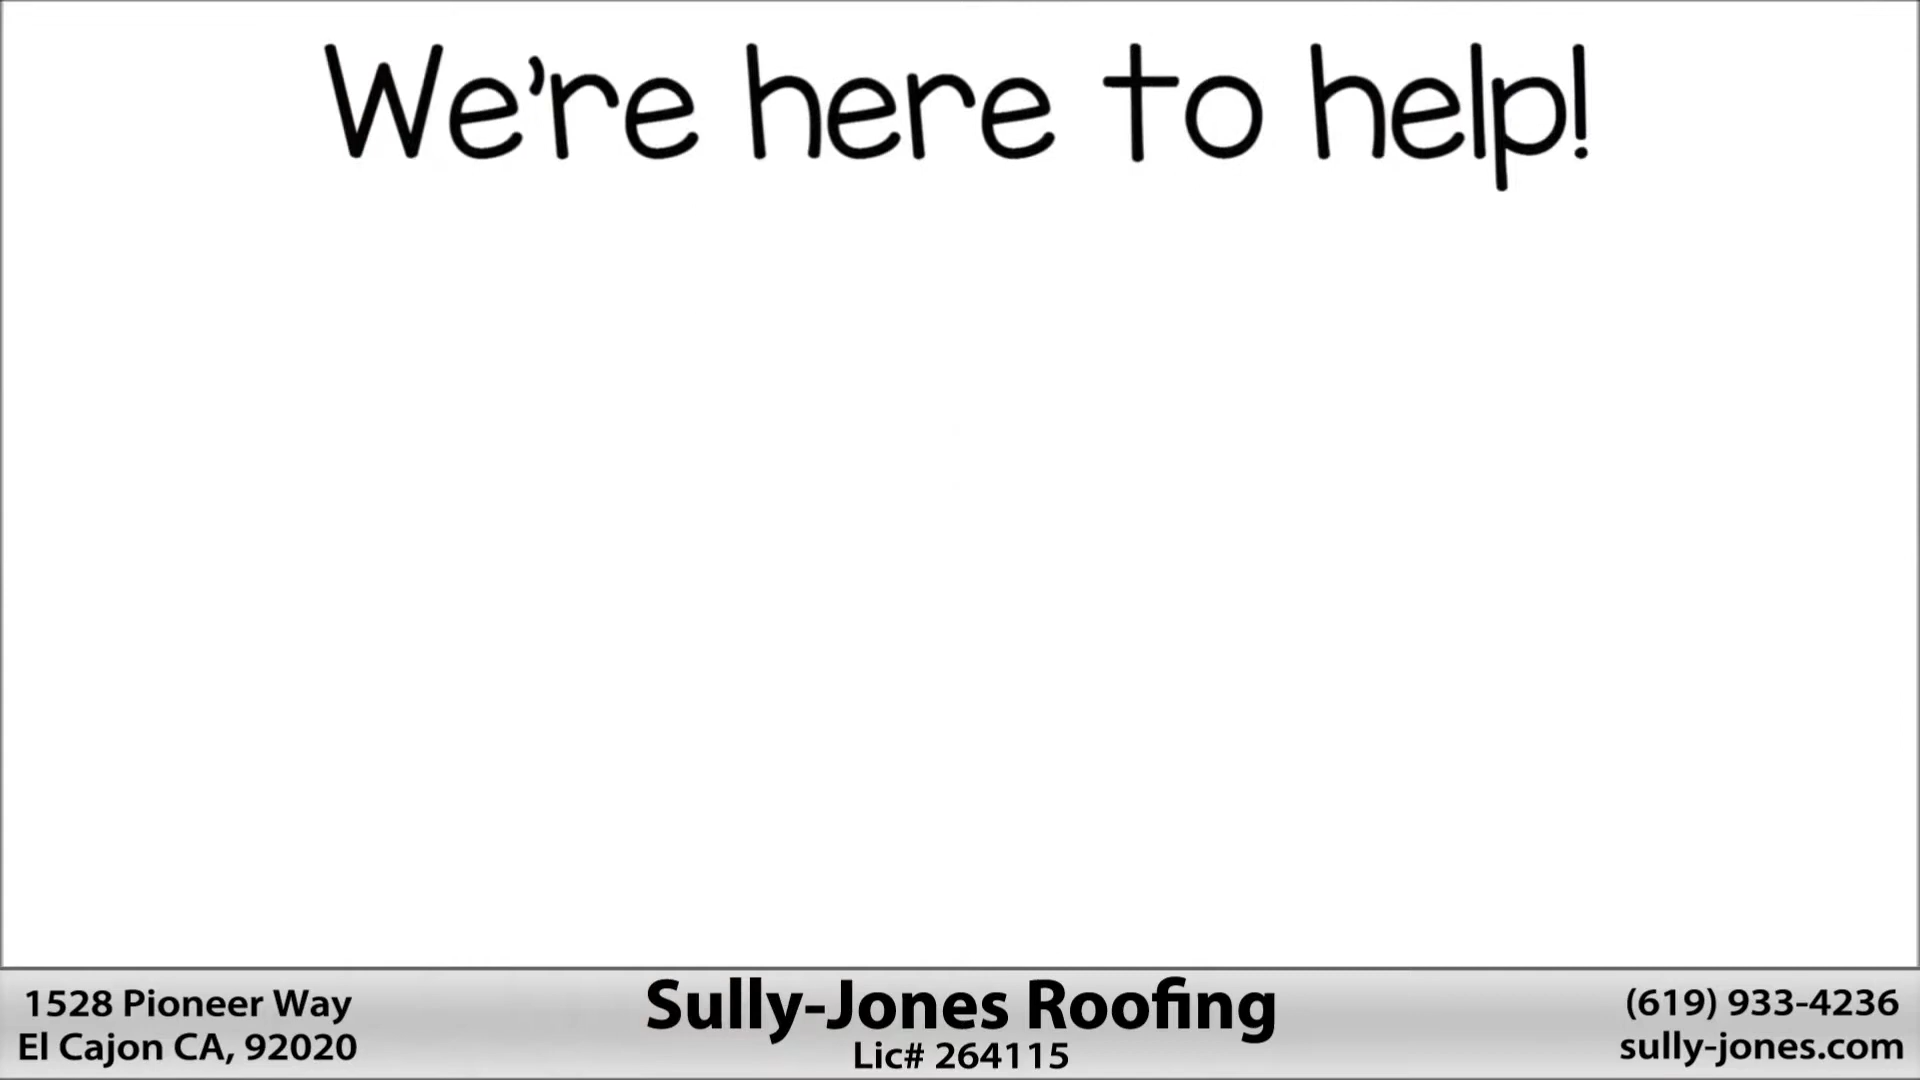 We're here to help!
1528 Pioneer Way
El Cajon CA, 92020
Sully-Jones Roofing
Lic# 264115
(619) 933-4236
sully-jones.com